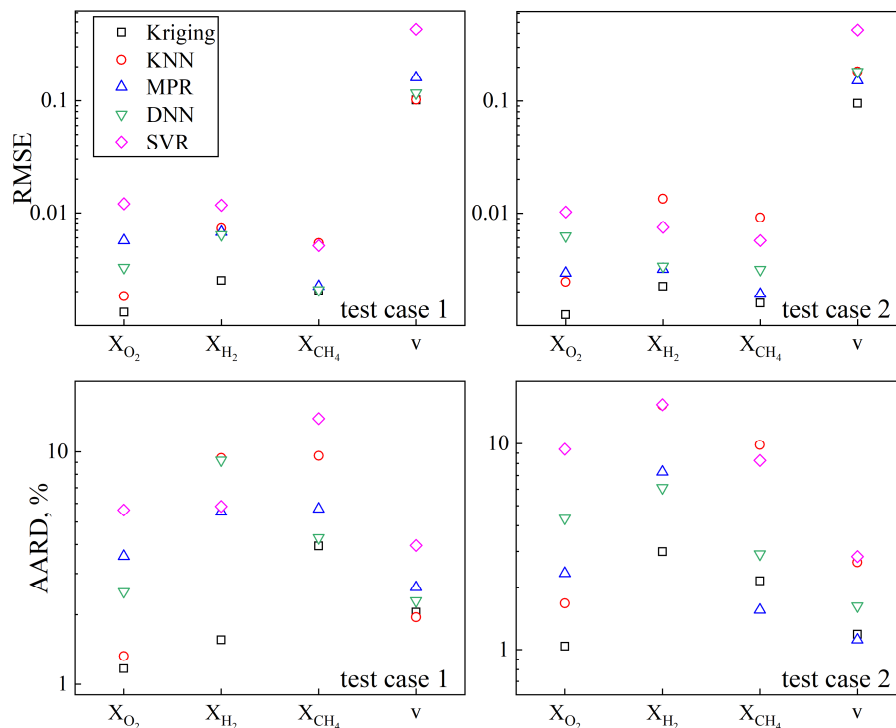 Kriging
KNN
MPR
DNN
SVR
RMSE
0.1
0.01
test case 1
X_O₂ X_H₂ X_CH₄ v
0.1
0.01
test case 2
X_O₂ X_H₂ X_CH₄ v
AARD, %
10
1
test case 1
X_O₂ X_H₂ X_CH₄ v
10
1
test case 2
X_O₂ X_H₂ X_CH₄ v